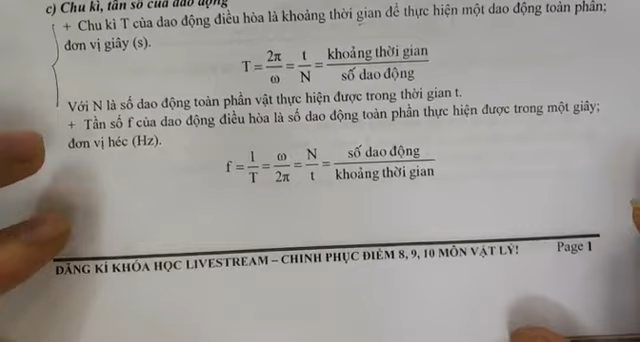 c) Chu kì, tần số của dao động
+ Chu kì T của dao động điều hòa là khoảng thời gian để thực hiện một dao động toàn phần;
đơn vị giây (s).
T = 2π/ω = t/N = khoảng thời gian/số dao động
Với N là số dao động toàn phần vật thực hiện được trong thời gian t.
+ Tần số f của dao động điều hòa là số dao động toàn phần thực hiện được trong một giây;
đơn vị héc (Hz).
f = 1/T = ω/2π = N/t = số dao động/khoảng thời gian
ĐĂNG KÍ KHÓA HỌC LIVESTREAM – CHINH PHỤC ĐIỂM 8, 9, 10 MÔN VẬT LÝ! Page 1